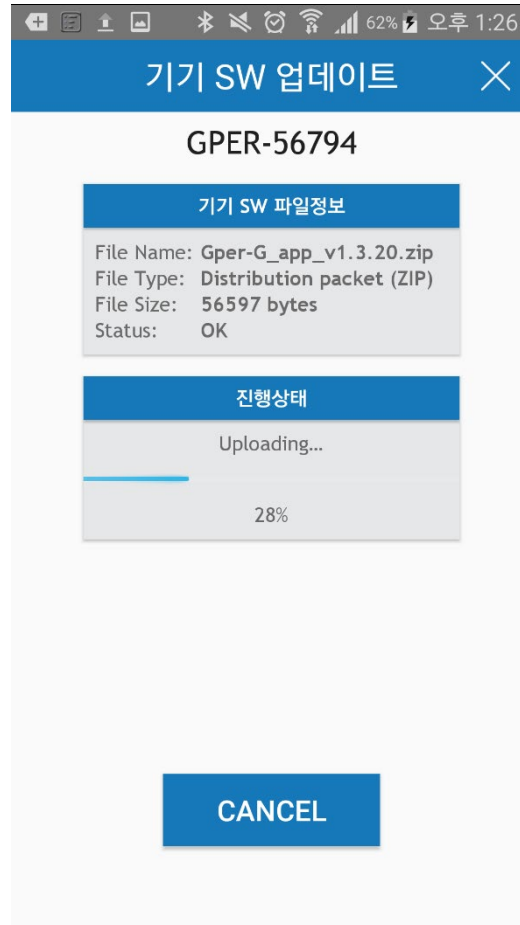 62% 오후 1:26
기기 SW 업데이트
GPER-56794
기기 SW 파일정보
File Name: Gper-G_app_v1.3.20.zip
File Type: Distribution packet (ZIP)
File Size: 56597 bytes
Status: OK
진행상태
Uploading...
28%
CANCEL